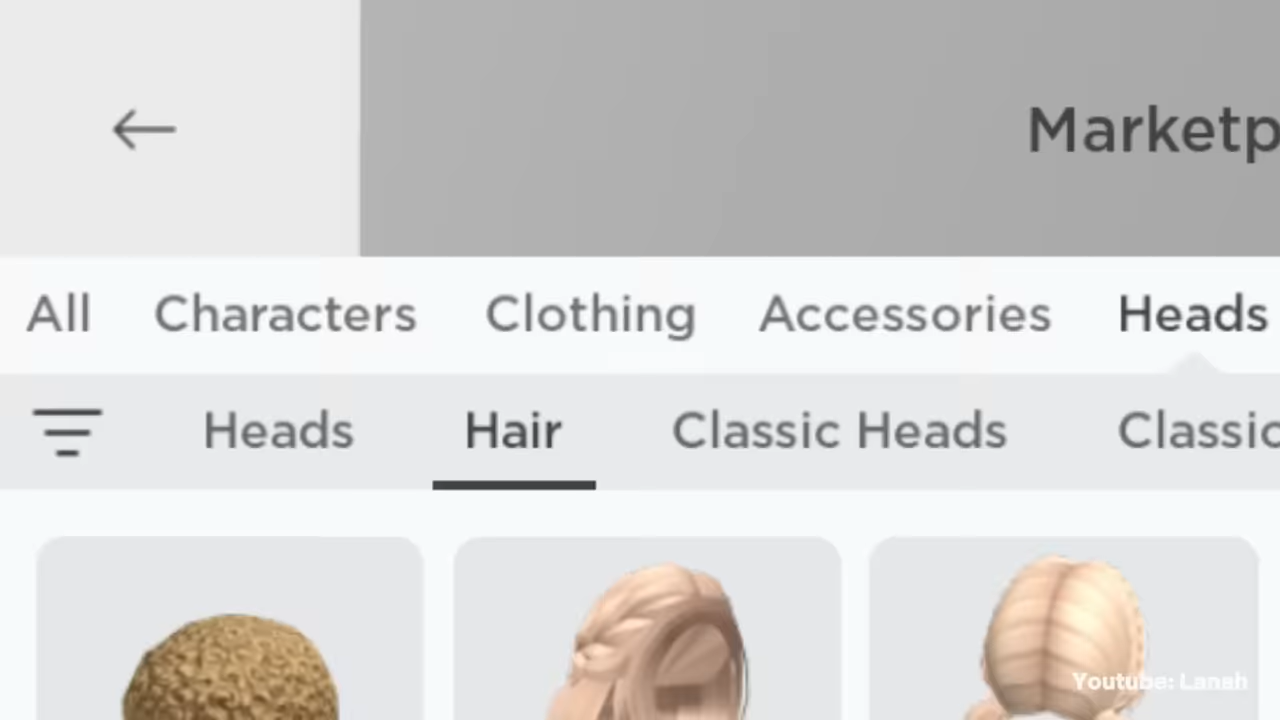 Marketp
All Characters Clothing Accessories Heads
Heads Hair Classic Heads Classic
Youtube: Lanah